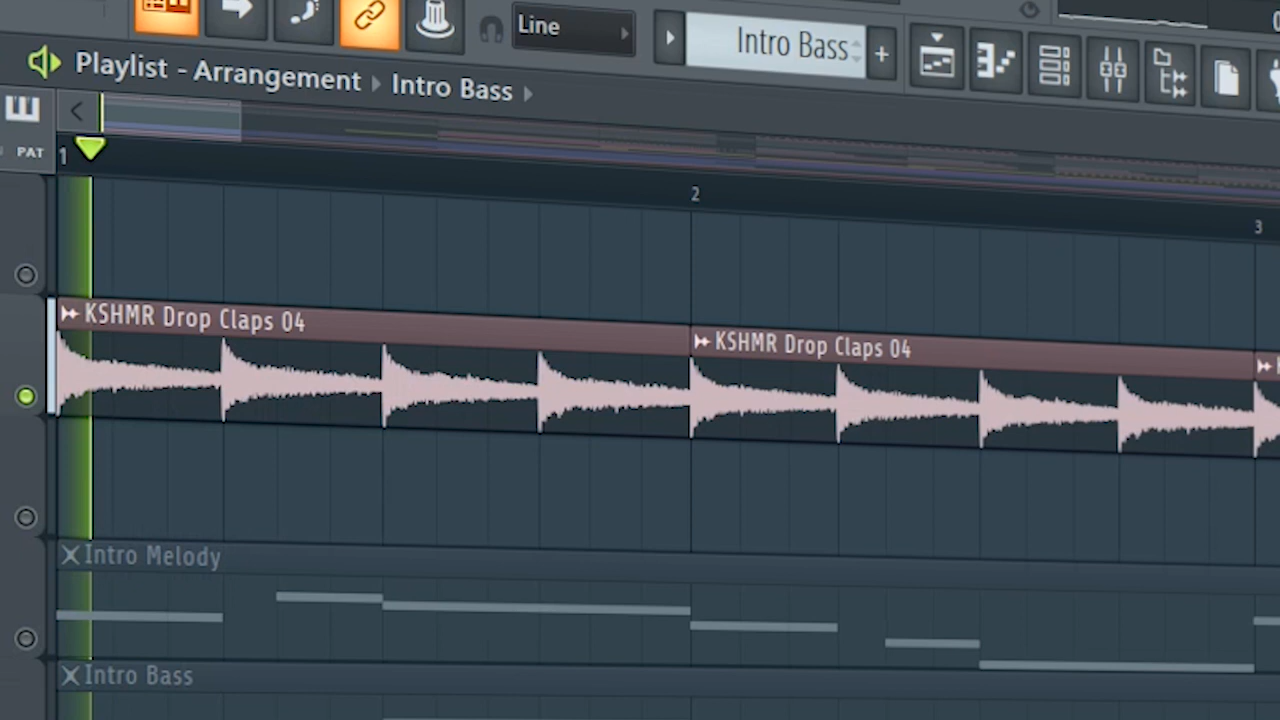 Line
Intro Bass
Playlist - Arrangement Intro Bass
PAT
1
2
3
KSHMR Drop Claps 04
KSHMR Drop Claps 04
Intro Melody
Intro Bass